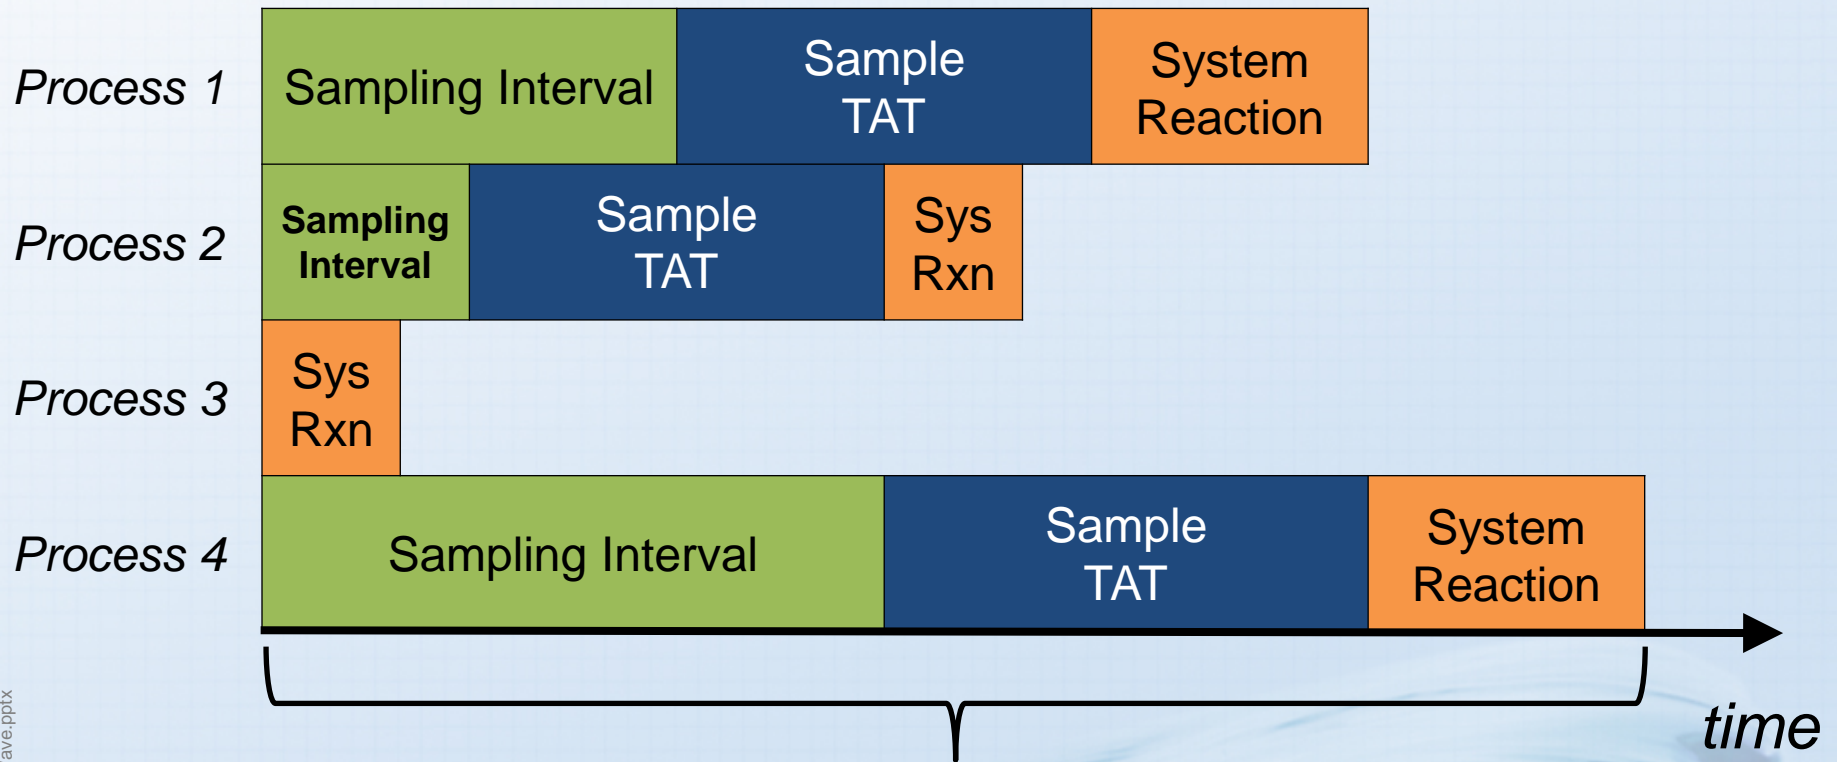 Process 1
Sampling Interval
Sample
TAT
System
Reaction
Process 2
Sampling
Interval
Sample
TAT
Sys
Rxn
Process 3
Sys
Rxn
Process 4
Sampling Interval
Sample
TAT
System
Reaction
time